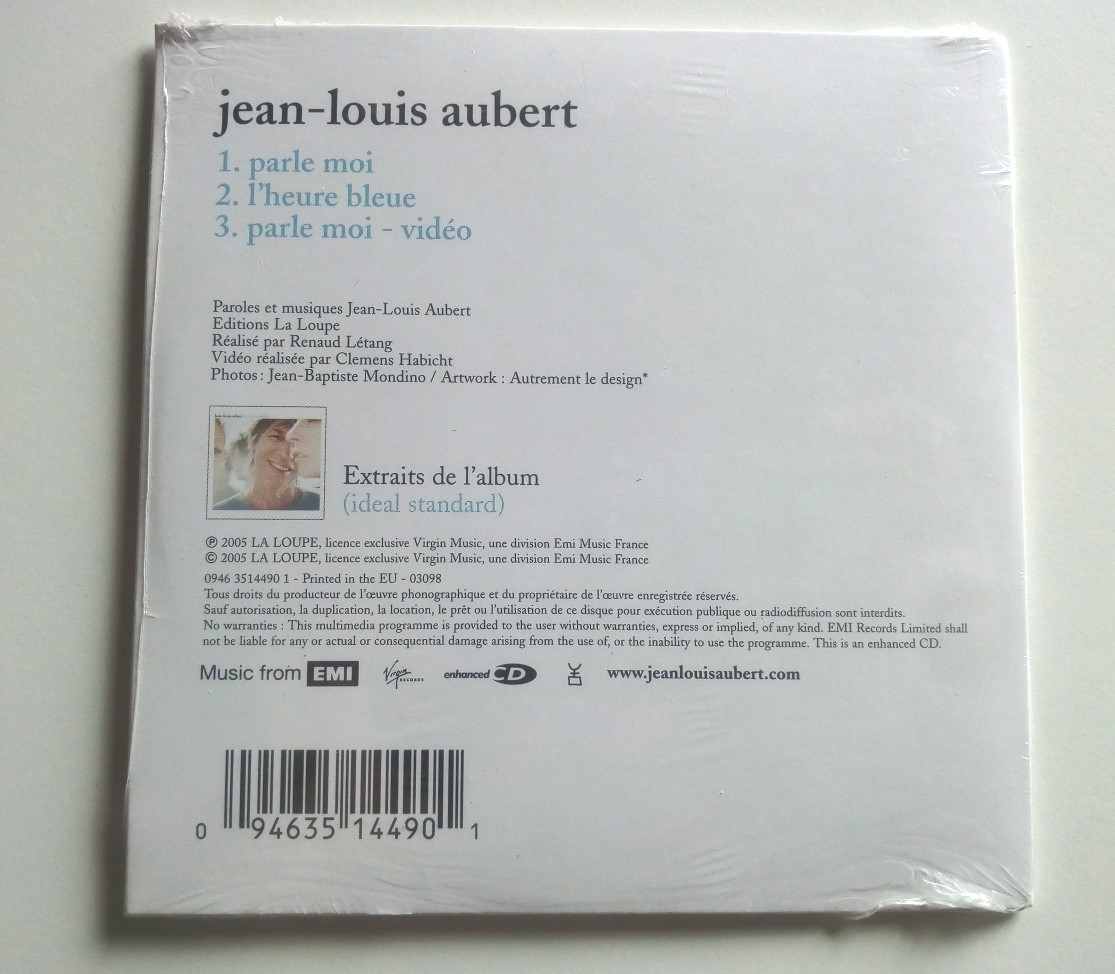 jean-louis aubert
1. parle moi
2. l'heure bleue
3. parle moi - vidéo
Paroles et musiques Jean-Louis Aubert
Editions La Loupe
Réalisé par Renaud Létang
Vidéo réalisée par Clemens Habicht
Photos : Jean-Baptiste Mondino / Artwork : Autrement le design*
Extraits de l'album
(ideal standard)
℗ 2005 LA LOUPE, licence exclusive Virgin Music, une division Emi Music France
© 2005 LA LOUPE, licence exclusive Virgin Music, une division Emi Music France
0946 3514490 1 - Printed in the EU - 03098
Tous droits du producteur de l'œuvre phonographique et du propriétaire de l'œuvre enregistrée réservés.
Sauf autorisation, la duplication, la location, le prêt ou l'utilisation de ce disque pour exécution publique ou radiodiffusion sont interdits.
No warranties : This multimedia programme is provided to the user without warranties, express or implied, of any kind. EMI Records Limited shall
not be liable for any or actual or consequential damage arising from the use of, or the inability to use the programme. This is an enhanced CD.
Music from EMI Virgin RECORDS enhanced CD www.jeanlouisaubert.com
0 94635 14490 1